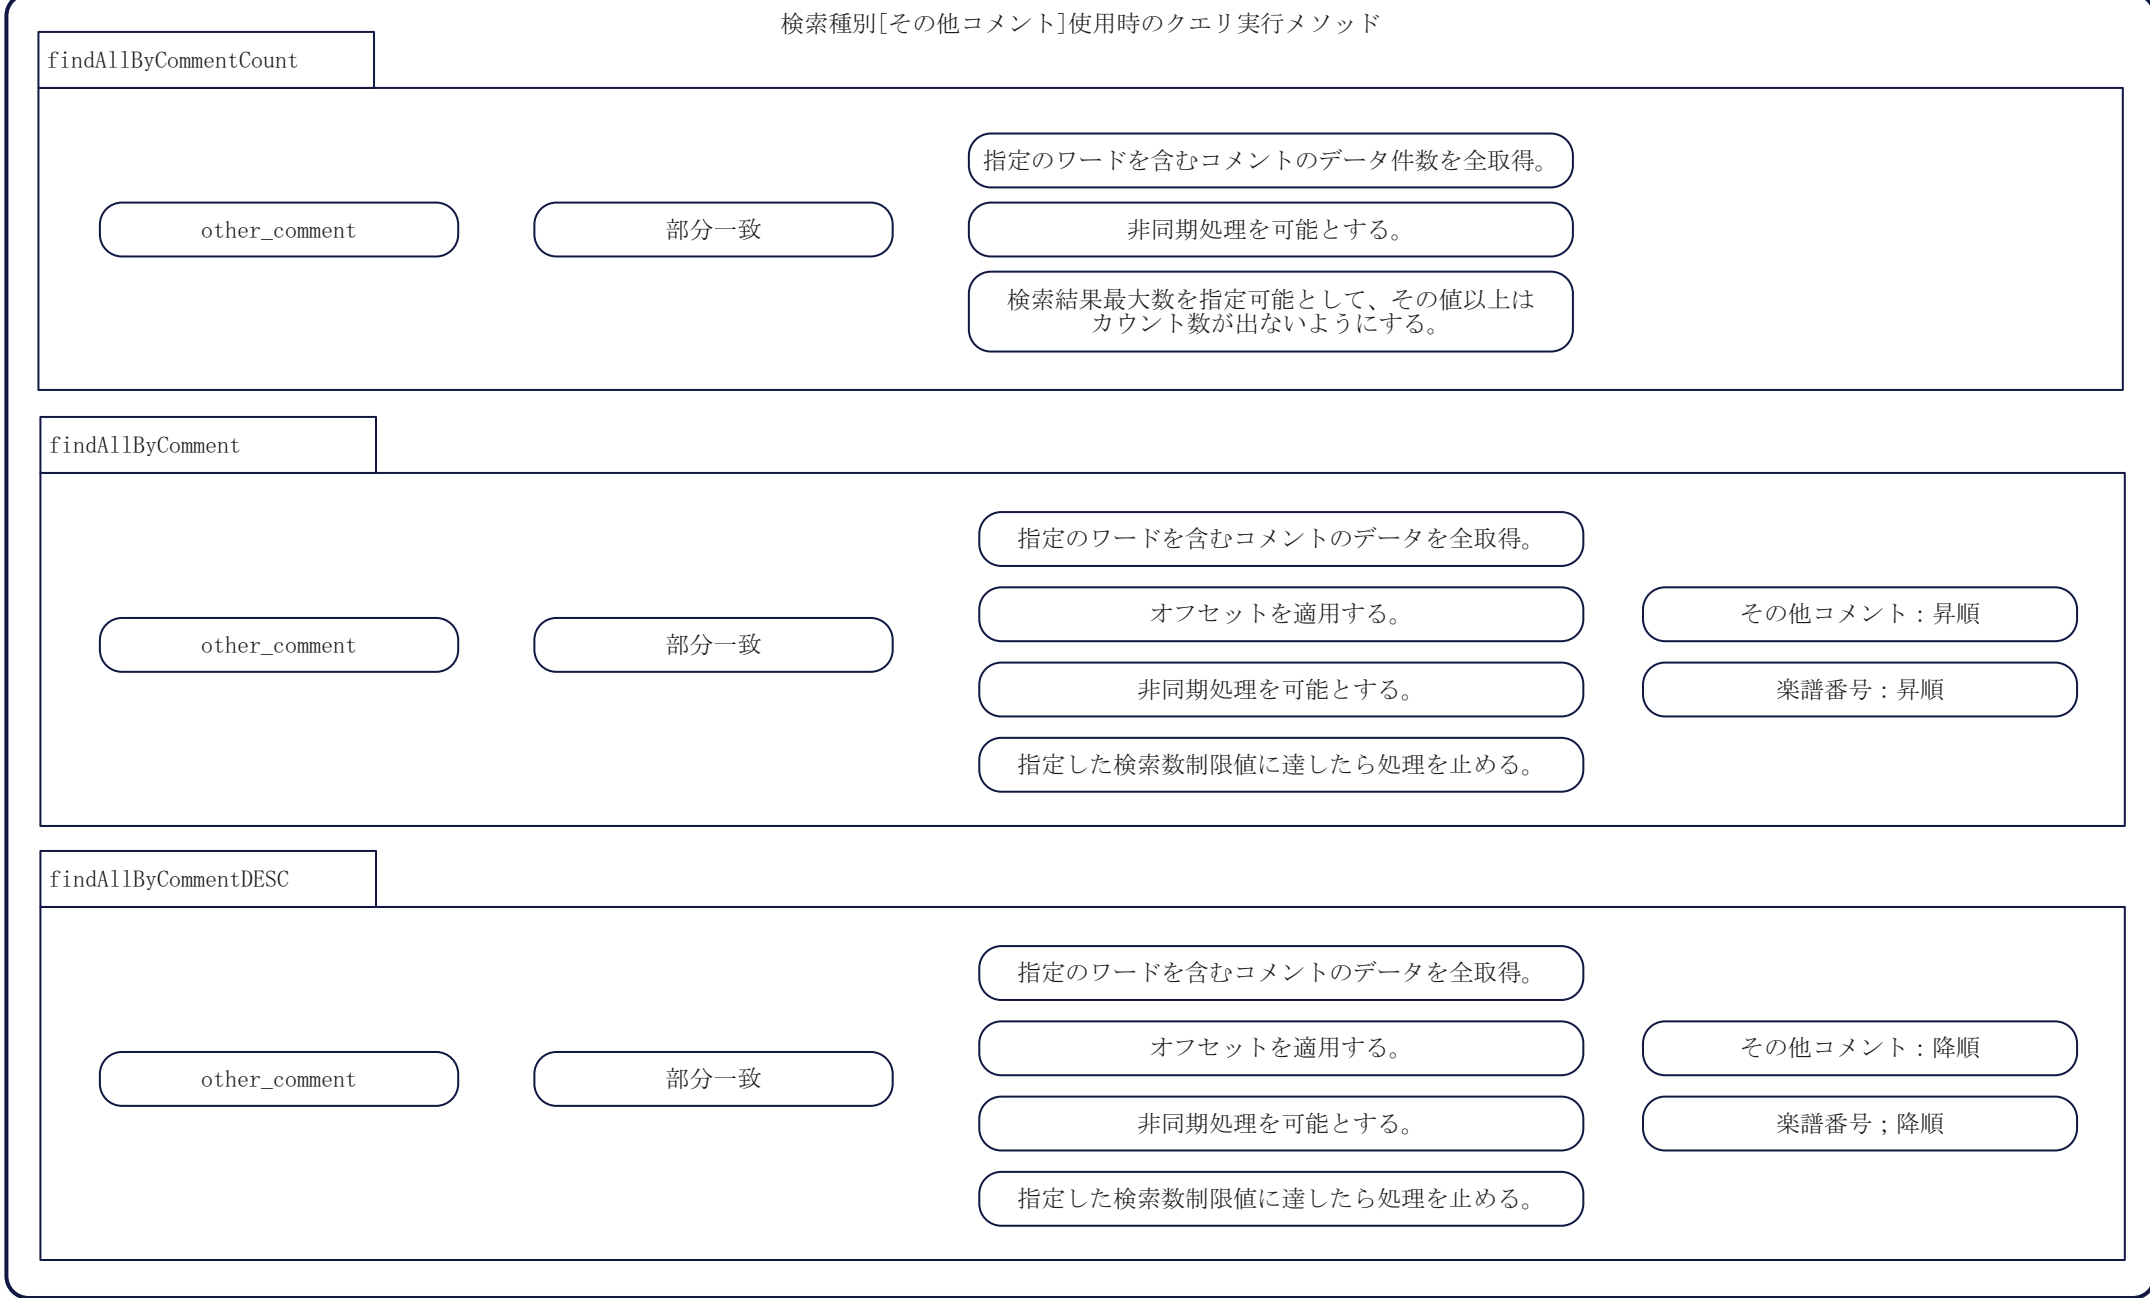 検索種別[その他コメント]使用時のクエリ実行メソッド
findAllByCommentCount
other_comment
部分一致
指定のワードを含むコメントのデータ件数を全取得。
非同期処理を可能とする。
検索結果最大数を指定可能として、その値以上は
カウント数が出ないようにする。
findAllByComment
other_comment
部分一致
指定のワードを含むコメントのデータを全取得。
オフセットを適用する。
非同期処理を可能とする。
指定した検索数制限値に達したら処理を止める。
その他コメント：昇順
楽譜番号：昇順
findAllByCommentDESC
other_comment
部分一致
指定のワードを含むコメントのデータを全取得。
オフセットを適用する。
非同期処理を可能とする。
指定した検索数制限値に達したら処理を止める。
その他コメント：降順
楽譜番号；降順